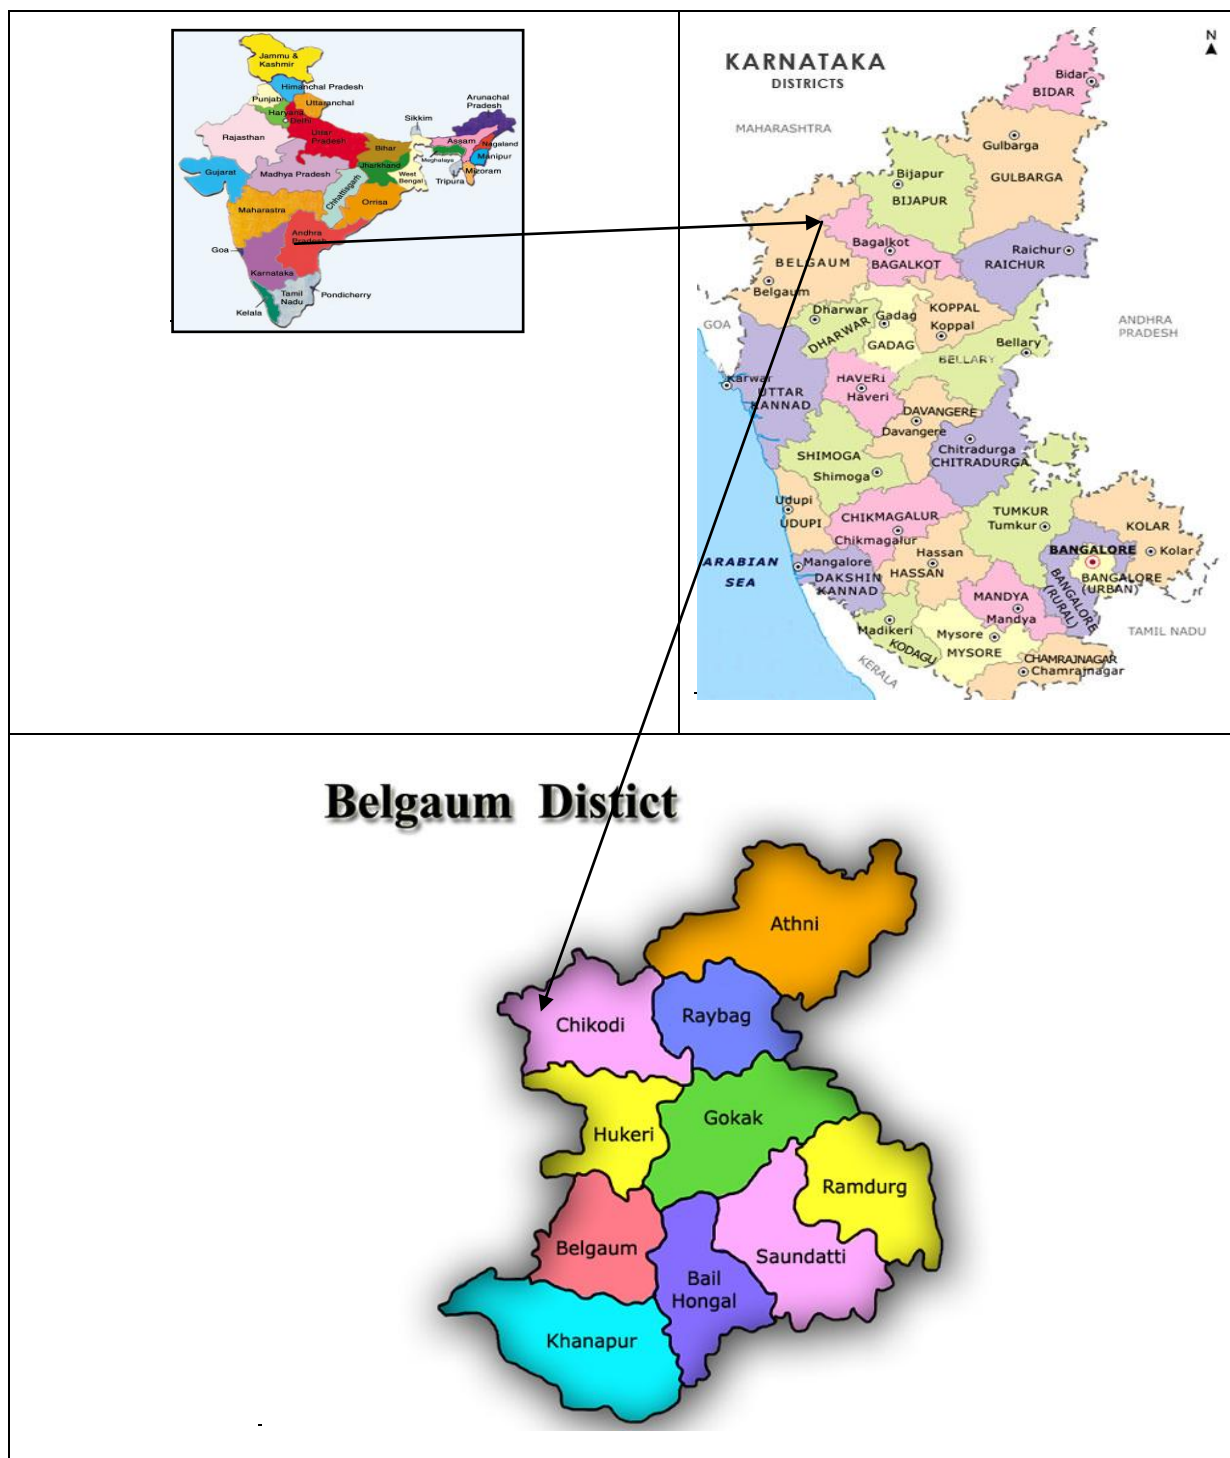 Jammu &
Kashmir
Himanchal Pradesh
Punjab
Uttaranchal
Haryana
Delhi
Arunachal
Pradesh
Sikkim
Rajasthan
Uttar
Pradesh
Assam
Nagaland
Bihar
Meghalaya
Manipur
Jharkhand
Gujarat
Madhya Pradesh
West
Bengal
Tripura
Mizoram
Chhattisgarh
Orrisa
Maharastra
Andhra
Pradesh
Goa
Karnataka
Tamil
Nadu
Pondicherry
Kelala
KARNATAKA
DISTRICTS
N
Bidar
BIDAR
MAHARASHTRA
Gulbarga
GULBARGA
Bijapur
BIJAPUR
Bagalkot
BAGALKOT
Raichur
RAICHUR
BELGAUM
Belgaum
Dharwar
DHARWAR
Gadag
GADAG
KOPPAL
Koppal
GOA
ANDHRA
PRADESH
Bellary
BELLARY
Karwar
UTTAR
KANNAD
HAVERI
Haveri
DAVANGERE
Davangere
Chitradurga
CHITRADURGA
SHIMOGA
Shimoga
Udupi
UDUPI
CHIKMAGALUR
Chikmagalur
TUMKUR
Tumkur
KOLAR
Kolar
BANGALORE
BANGALORE
(URBAN)
BANGALORE
(RURAL)
Hassan
HASSAN
ARABIAN
SEA
Mangalore
DAKSHIN
KANNAD
MANDYA
Mandya
Madikeri
KODAGU
Mysore
MYSORE
TAMIL NADU
KERALA
CHAMRAJNAGAR
Chamrajnagar
Belgaum Distict
Athni
Chikodi
Raybag
Hukeri
Gokak
Ramdurg
Belgaum
Saundatti
Bail
Hongal
Khanapur